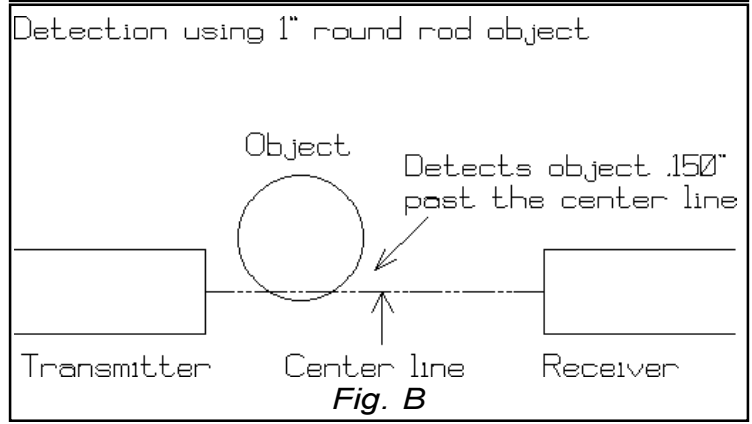 Detection using 1" round rod object
Object
Detects object .150"
past the center line
Transmitter
Center line
Receiver
Fig. B